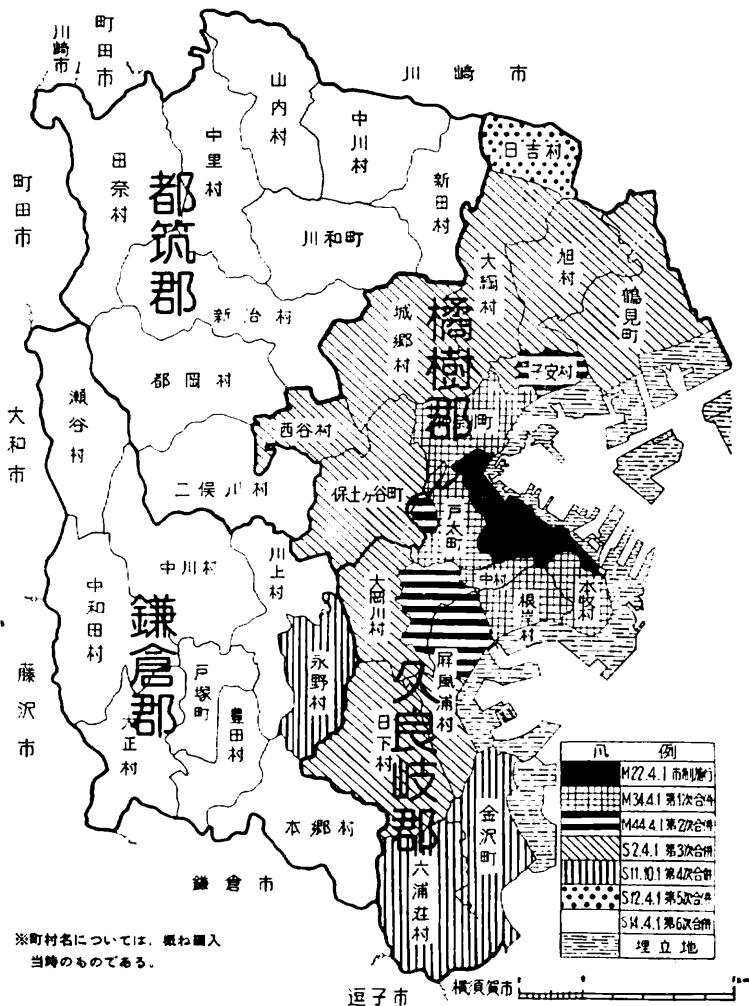 川崎市
町田市
川崎市
町田市
大和市
藤沢市
鎌倉市
逗子市
横須賀市
都筑郡
田奈村
中里村
山内村
中川村
新田村
川和町
新治村
都岡村
西谷村
二俣川村
橘樹郡
日吉村
大綱村
旭村
鶴見町
城郷村
子安村
保土ヶ谷町
鎌倉郡
瀬谷村
中和田村
中川村
川上村
戸塚町
豊田村
大正村
永野村
本郷村
久良岐郡
戸太町
中村
根岸村
本牧村
大岡川村
屏風浦村
日下村
金沢町
六浦荘村
凡例
M22.4.1 市制施行
M34.4.1 第1次合併
M44.4.1 第2次合併
S2.4.1 第3次合併
S11.10.1 第4次合併
S12.4.1 第5次合併
S14.4.1 第6次合併
埋立地
※町村名については、概ね編入
当時のものである。